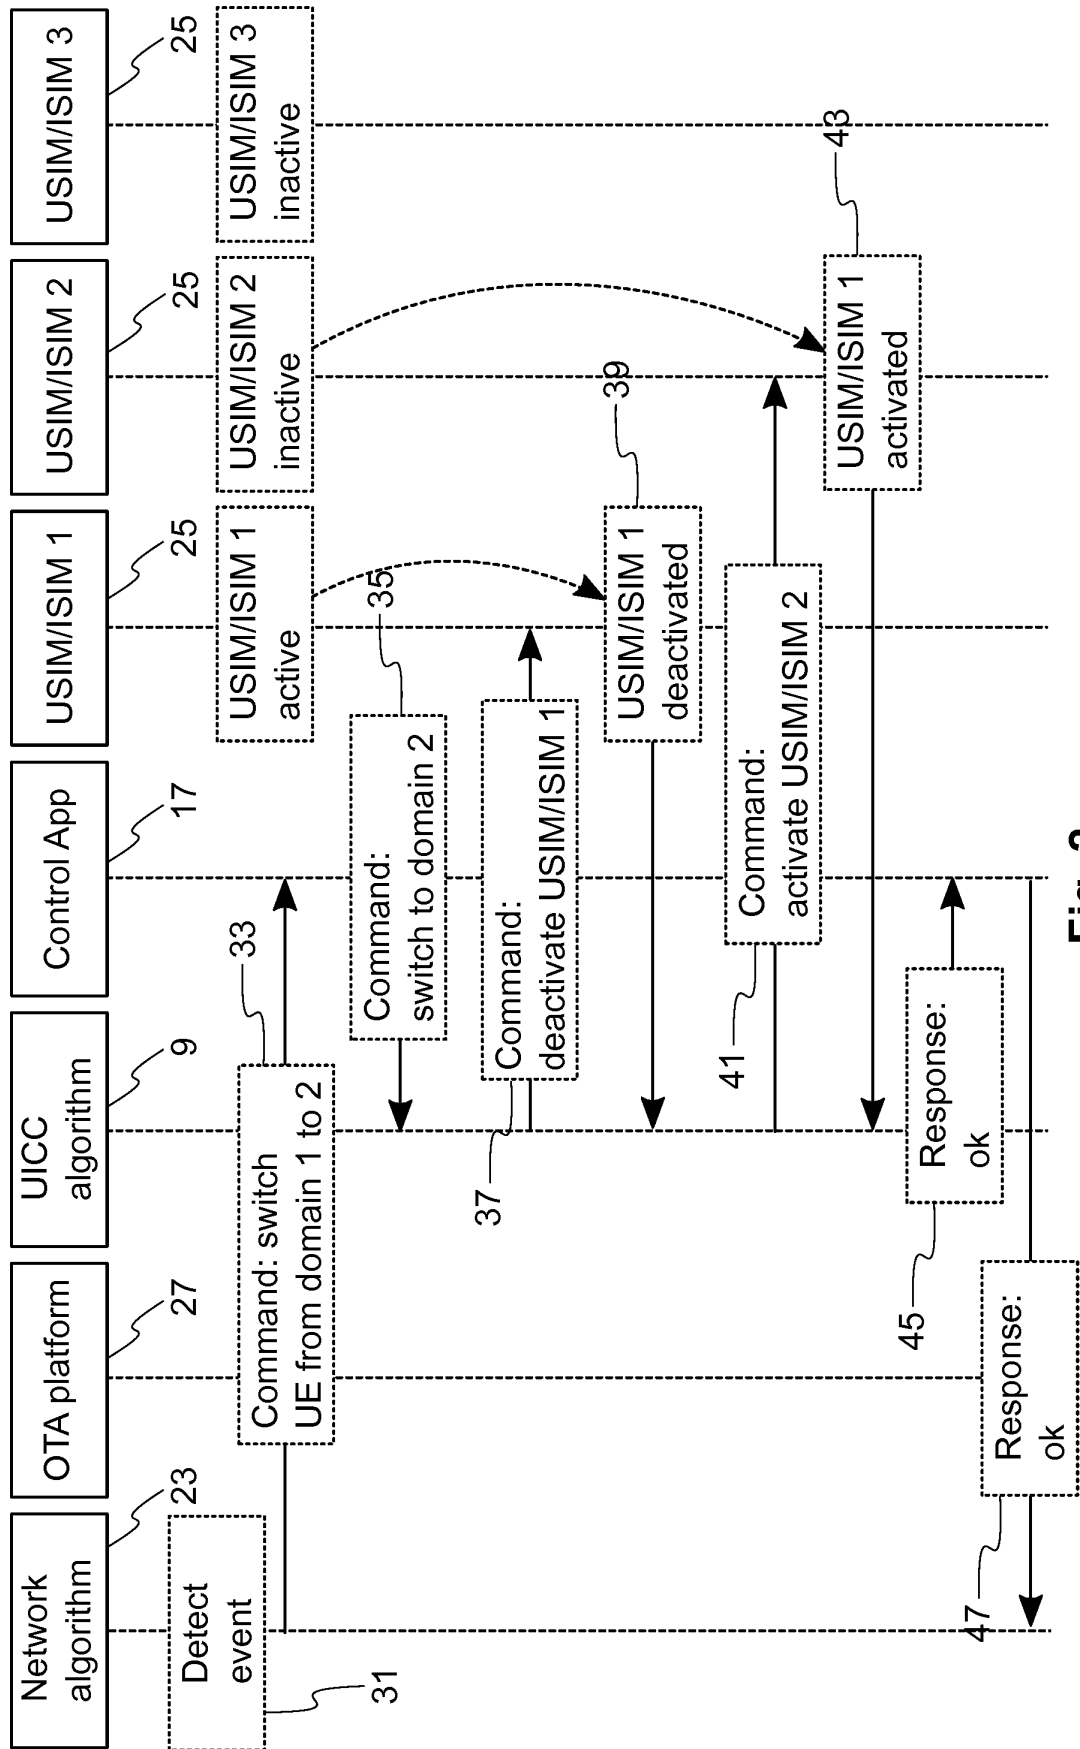 Network
algorithm
23
OTA platform
27
UICC
algorithm
9
Control App
17
USIM/ISIM 1
25
USIM/ISIM 2
25
USIM/ISIM 3
25
Detect
event
31
USIM/ISIM 1
active
USIM/ISIM 2
inactive
USIM/ISIM 3
inactive
Command: switch
UE from domain 1 to 2
33
Command:
switch to domain 2
35
Command:
deactivate USIM/ISIM 1
37
USIM/ISIM 1
deactivated
39
Command:
activate USIM/ISIM 2
41
USIM/ISIM 1
activated
43
Response:
ok
45
Response:
ok
47
Fig.